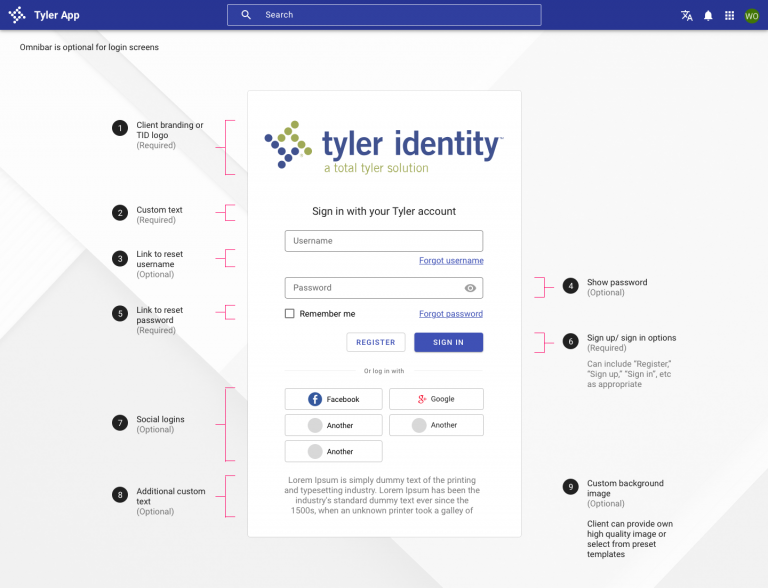 Tyler App
Search
WO
Omnibar is optional for login screens
1
Client branding or
TID logo
(Required)
tyler identity™
a total tyler solution
2
Custom text
(Required)
Sign in with your Tyler account
Username
3
Link to reset
username
(Optional)
Forgot username
Password
4
Show password
(Optional)
5
Link to reset
password
(Required)
Remember me
Forgot password
REGISTER
SIGN IN
6
Sign up/ sign in options
(Required)
Can include “Register,”
“Sign up,” “Sign in”, etc
as appropriate
Or log in with
7
Social logins
(Optional)
Facebook
Google
Another
Another
Another
8
Additional custom
text
(Optional)
Lorem Ipsum is simply dummy text of the printing
and typesetting industry. Lorem Ipsum has been the
industry's standard dummy text ever since the
1500s, when an unknown printer took a galley of
9
Custom background
image
(Optional)
Client can provide own
high quality image or
select from preset
templates